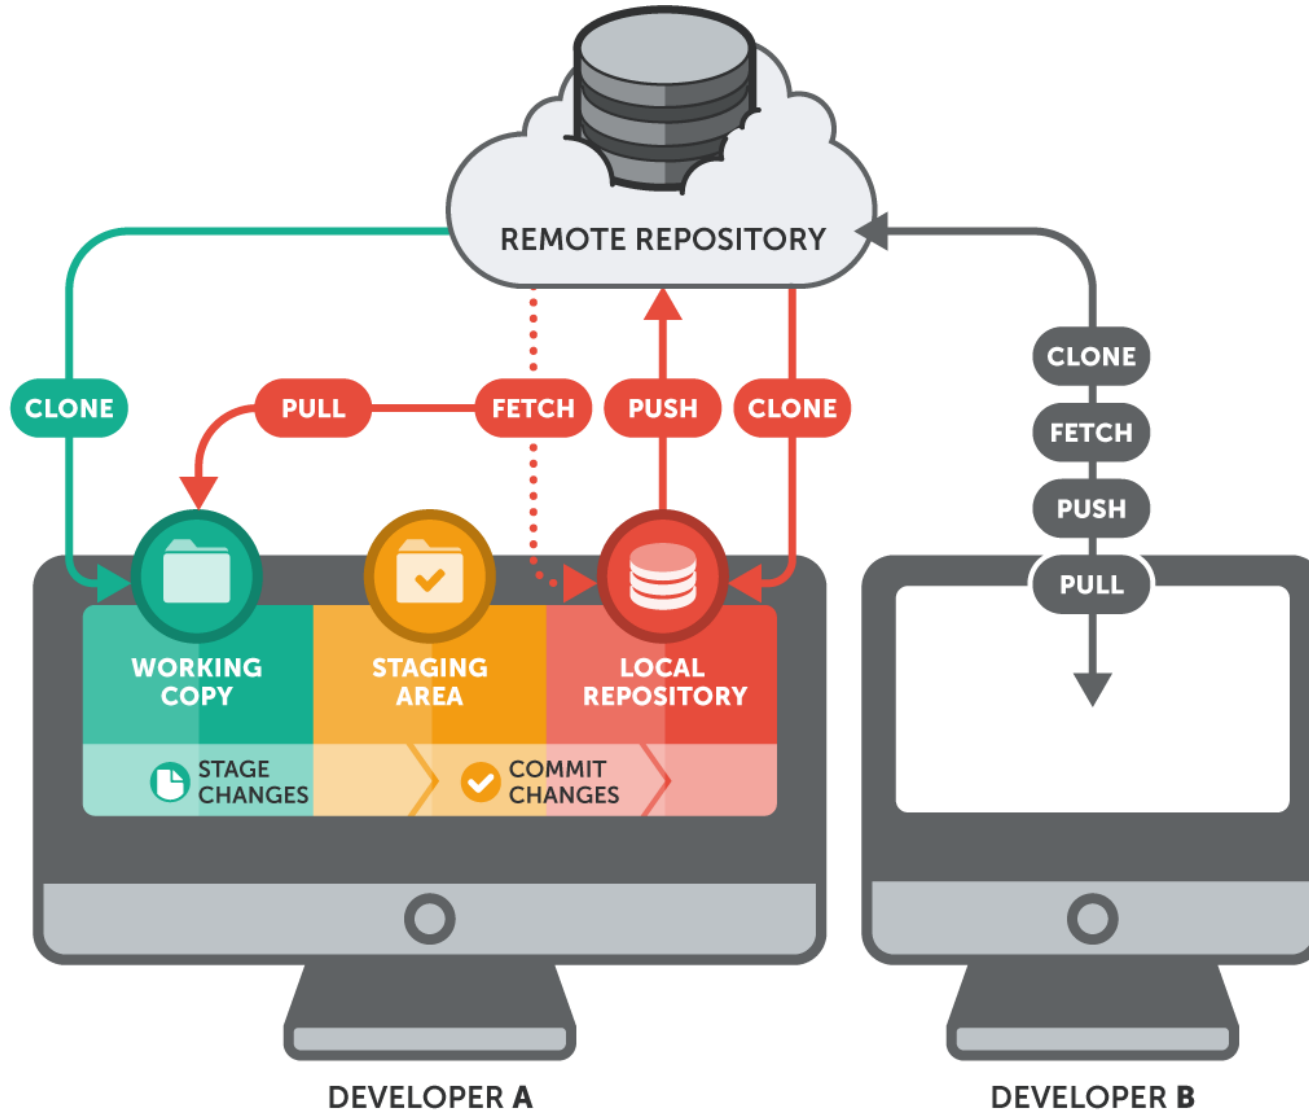 REMOTE REPOSITORY
CLONE
PULL
FETCH
PUSH
CLONE
CLONE
FETCH
PUSH
PULL
WORKING
COPY
STAGING
AREA
LOCAL
REPOSITORY
STAGE
CHANGES
COMMIT
CHANGES
DEVELOPER A
DEVELOPER B